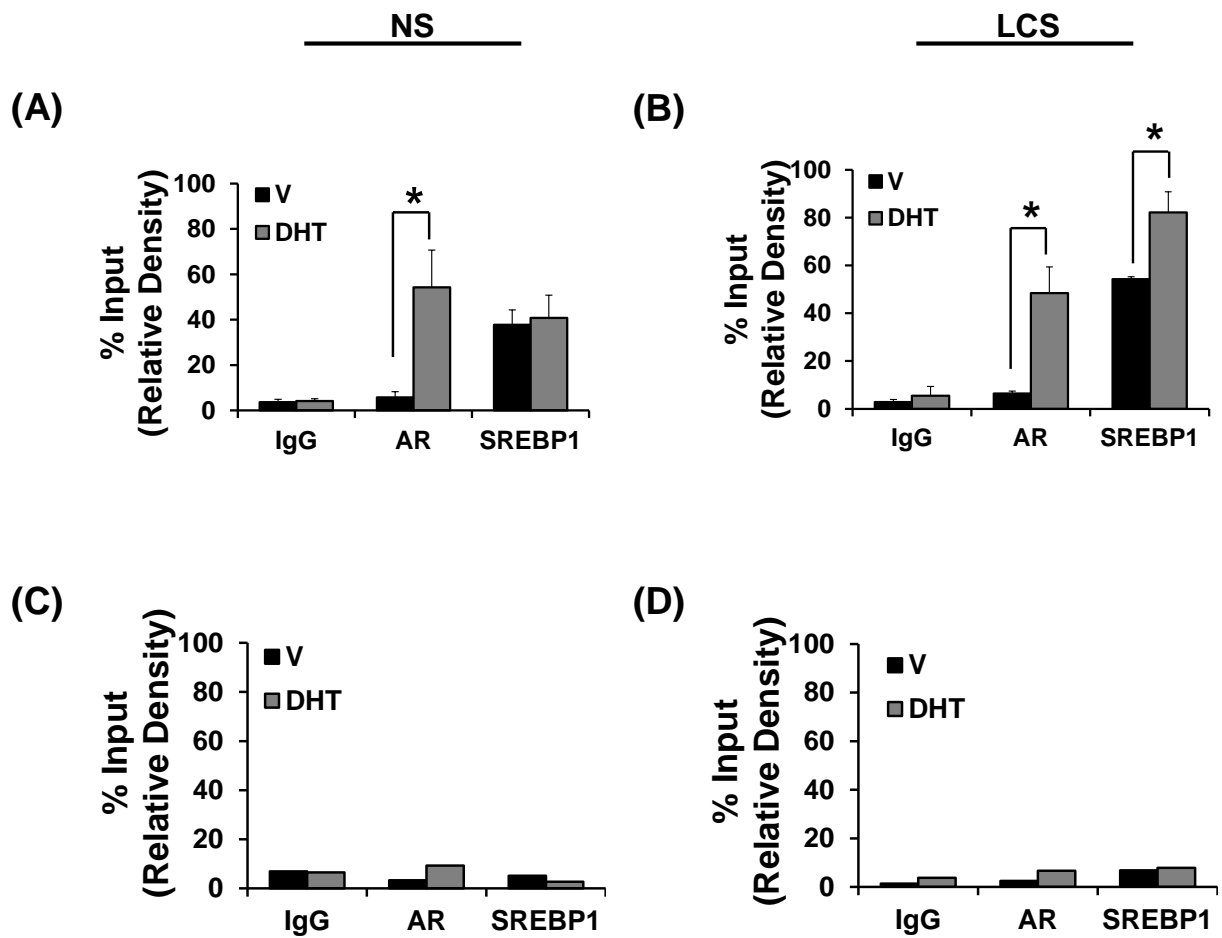 NS
LCS
(A)
% Input
(Relative Density)
100
80
60
40
20
0
V
DHT
*
IgG
AR
SREBP1
(B)
% Input
(Relative Density)
100
80
60
40
20
0
V
DHT
*
*
IgG
AR
SREBP1
(C)
% Input
(Relative Density)
100
80
60
40
20
0
V
DHT
IgG
AR
SREBP1
(D)
% Input
(Relative Density)
100
80
60
40
20
0
V
DHT
IgG
AR
SREBP1